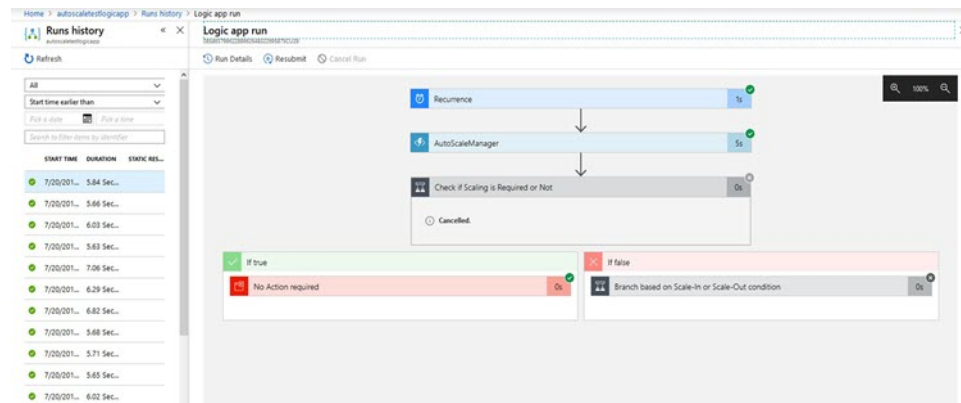 Home > autoscaletestlogicapp > Runs history > Logic app run
Runs history
autoscaletestlogicapp
Refresh
All
Start time earlier than
Pick a date Pick a time
Search to filter items by identifier
START TIME DURATION STATIC RES...
7/20/201... 5.84 Sec...
7/20/201... 5.66 Sec...
7/20/201... 6.03 Sec...
7/20/201... 5.63 Sec...
7/20/201... 7.06 Sec...
7/20/201... 6.29 Sec...
7/20/201... 6.82 Sec...
7/20/201... 5.68 Sec...
7/20/201... 5.71 Sec...
7/20/201... 5.65 Sec...
7/20/201... 6.02 Sec...
Logic app run
Run Details Resubmit Cancel Run
100%
Recurrence 1s
AutoScaleManager 5s
Check if Scaling is Required or Not 0s
Cancelled.
If true
No Action required 0s
If false
Branch based on Scale-In or Scale-Out condition 0s